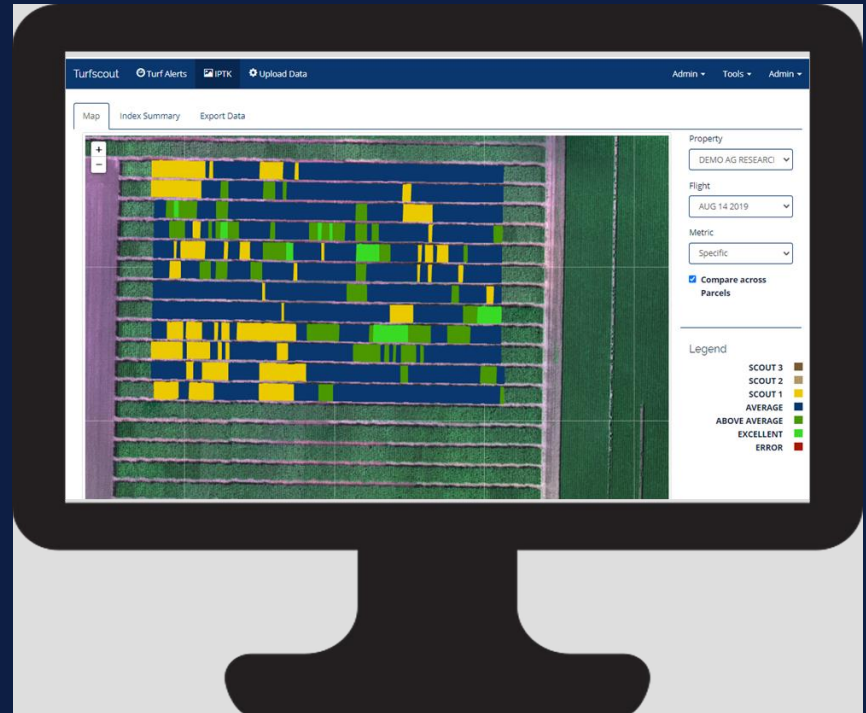 Turfscout Turf Alerts IPTK Upload Data Admin Tools Admin
Map Index Summary Export Data
+
-
Property
DEMO AG RESEARCI
Flight
AUG 14 2019
Metric
Specific
Compare across
Parcels
Legend
SCOUT 3
SCOUT 2
SCOUT 1
AVERAGE
ABOVE AVERAGE
EXCELLENT
ERROR